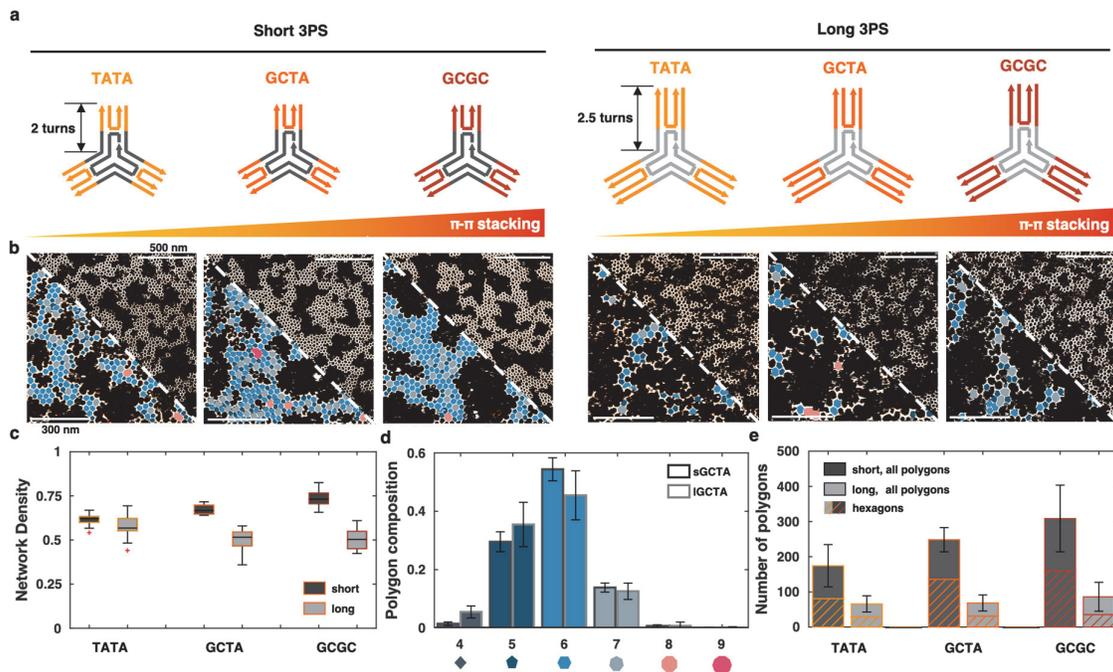 a
Short 3PS
Long 3PS
TATA
GCTA
GCGC
TATA
GCTA
GCGC
2 turns
2.5 turns
π-π stacking
π-π stacking
b
500 nm
300 nm
c
Network Density
1
0.75
0.5
0.25
0
short
long
TATA
GCTA
GCGC
d
Polygon composition
0.6
0.4
0.2
0
sGCTA
lGCTA
4
5
6
7
8
9
e
Number of polygons
500
400
300
200
100
0
short, all polygons
long, all polygons
hexagons
TATA
GCTA
GCGC